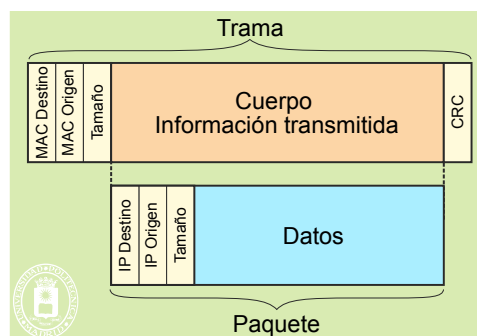 Trama
MAC Destino
MAC Origen
Tamaño
Cuerpo
Información transmitida
CRC
IP Destino
IP Origen
Tamaño
Datos
Paquete